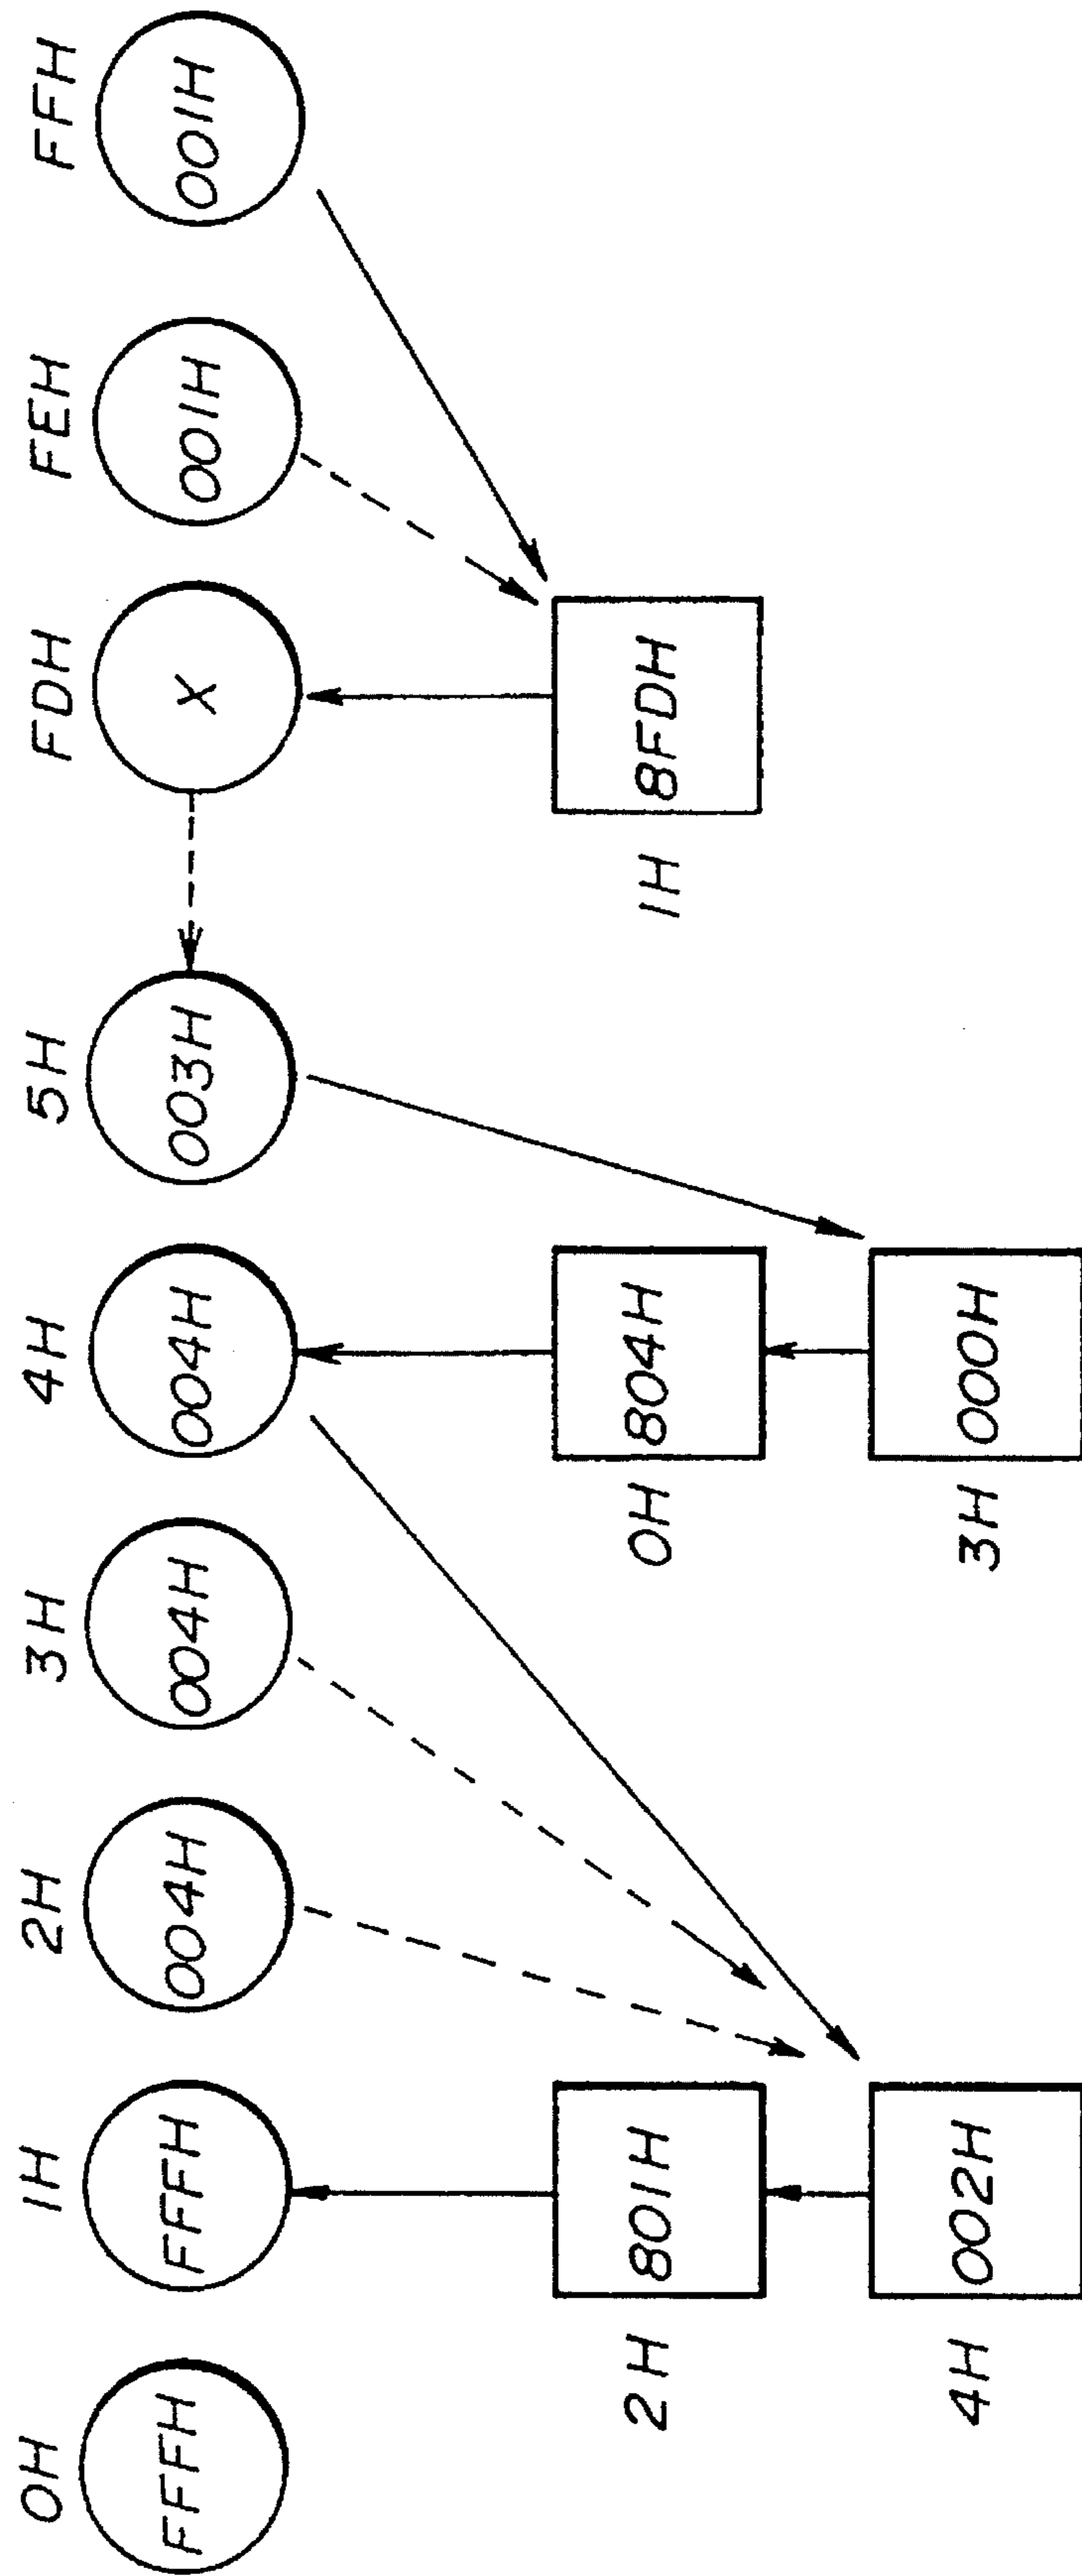 0H 1H 2H 3H 4H 5H FDH FEH FFH
FFFH FFFH 004H 004H 004H 003H X 001H 001H
2H 801H 0H 804H 1H 8FDH
4H 002H 3H 000H